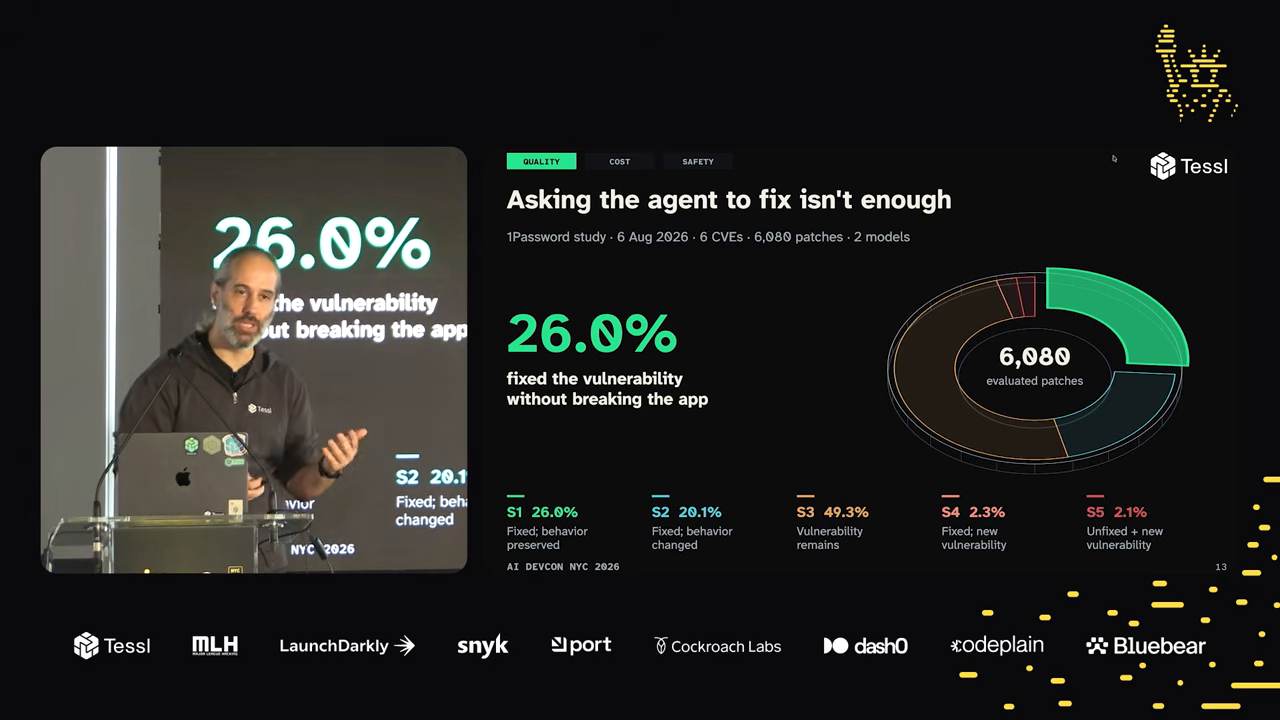 26.0%
the vulnerability
out breaking the app
Tessl
S2 20.1
Fixed; beha
changed
NYC 2026
QUALITY
COST
SAFETY
Tessl
Asking the agent to fix isn't enough
1Password study · 6 Aug 2026 · 6 CVEs · 6,080 patches · 2 models
26.0%
fixed the vulnerability
without breaking the app
6,080
evaluated patches
S1 26.0%
Fixed; behavior
preserved
S2 20.1%
Fixed; behavior
changed
S3 49.3%
Vulnerability
remains
S4 2.3%
Fixed; new
vulnerability
S5 2.1%
Unfixed + new
vulnerability
AI DEVCON NYC 2026
13
Tessl
MLH
MAJOR LEAGUE HACKING
LaunchDarkly
snyk
port
Cockroach Labs
dash0
codeplain
Bluebear